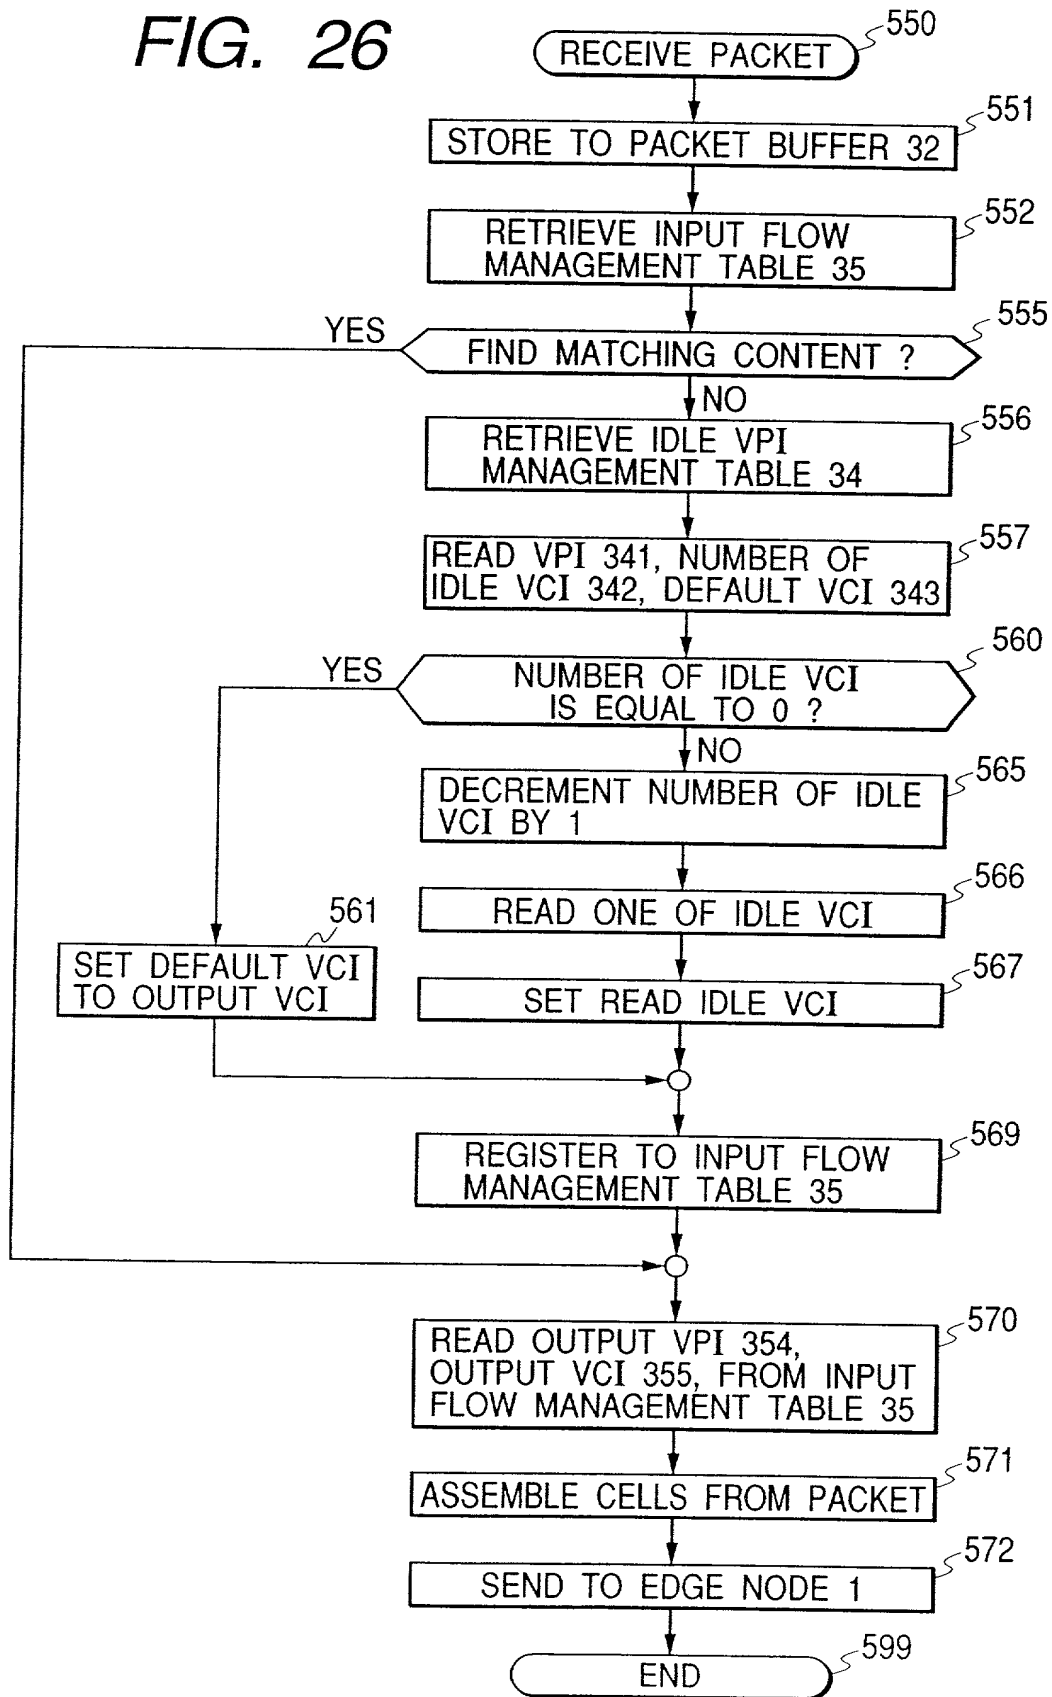 FIG. 26
RECEIVE PACKET
550
STORE TO PACKET BUFFER 32
551
RETRIEVE INPUT FLOW
MANAGEMENT TABLE 35
552
YES
FIND MATCHING CONTENT ?
555
NO
RETRIEVE IDLE VPI
MANAGEMENT TABLE 34
556
READ VPI 341, NUMBER OF
IDLE VCI 342, DEFAULT VCI 343
557
YES
NUMBER OF IDLE VCI
IS EQUAL TO 0 ?
560
NO
DECREMENT NUMBER OF IDLE
VCI BY 1
565
READ ONE OF IDLE VCI
566
561
SET DEFAULT VCI
TO OUTPUT VCI
SET READ IDLE VCI
567
REGISTER TO INPUT FLOW
MANAGEMENT TABLE 35
569
READ OUTPUT VPI 354,
OUTPUT VCI 355, FROM INPUT
FLOW MANAGEMENT TABLE 35
570
ASSEMBLE CELLS FROM PACKET
571
SEND TO EDGE NODE 1
572
END
599